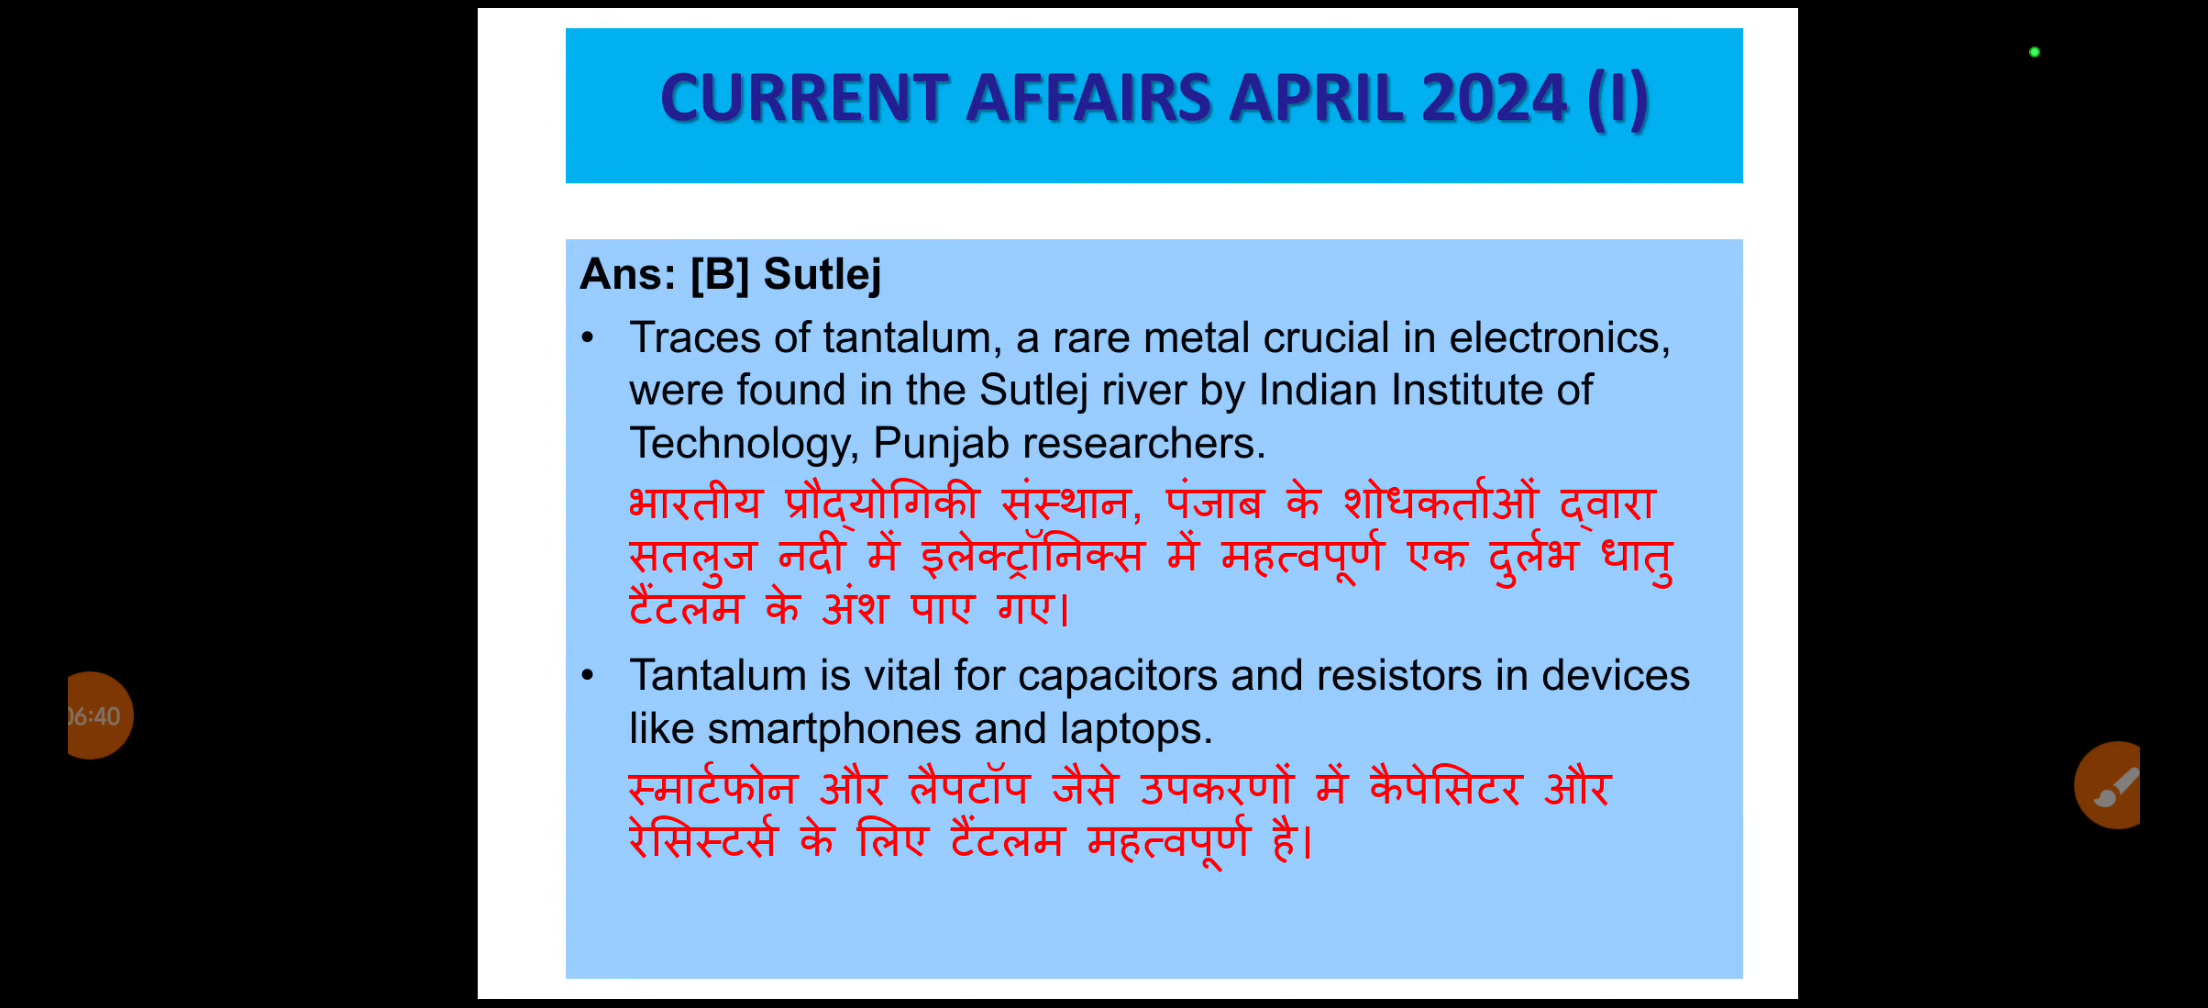 CURRENT AFFAIRS APRIL 2024 (I)
Ans: [B] Sutlej
• Traces of tantalum, a rare metal crucial in electronics,
were found in the Sutlej river by Indian Institute of
Technology, Punjab researchers.
भारतीय प्रौद्योगिकी संस्थान, पंजाब के शोधकर्ताओं द्वारा
सतलुज नदी में इलेक्ट्रॉनिक्स में महत्वपूर्ण एक दुर्लभ धातु
टैंटलम के अंश पाए गए।
• Tantalum is vital for capacitors and resistors in devices
like smartphones and laptops.
स्मार्टफोन और लैपटॉप जैसे उपकरणों में कैपेसिटर और
रेसिस्टर्स के लिए टैंटलम महत्वपूर्ण है।
06:40